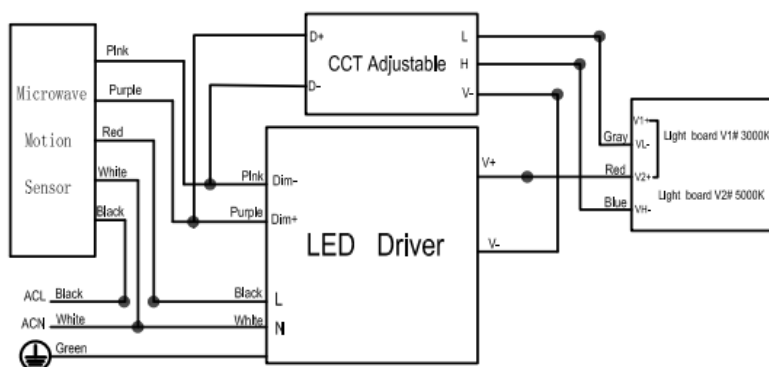 Microwave
Motion
Sensor
PInk
Purple
Red
White
Black
D+
D-
CCT Adjustable
L
H
V-
PInk
Dim-
Purple
Dim+
LED Driver
V+
V-
Black
L
WhIte
N
ACL Black
ACN White
Green
Gray
Red
Blue
V1+
VL-
V2+
VH-
LIght board V1# 3000K
LIght board V2# 5000K